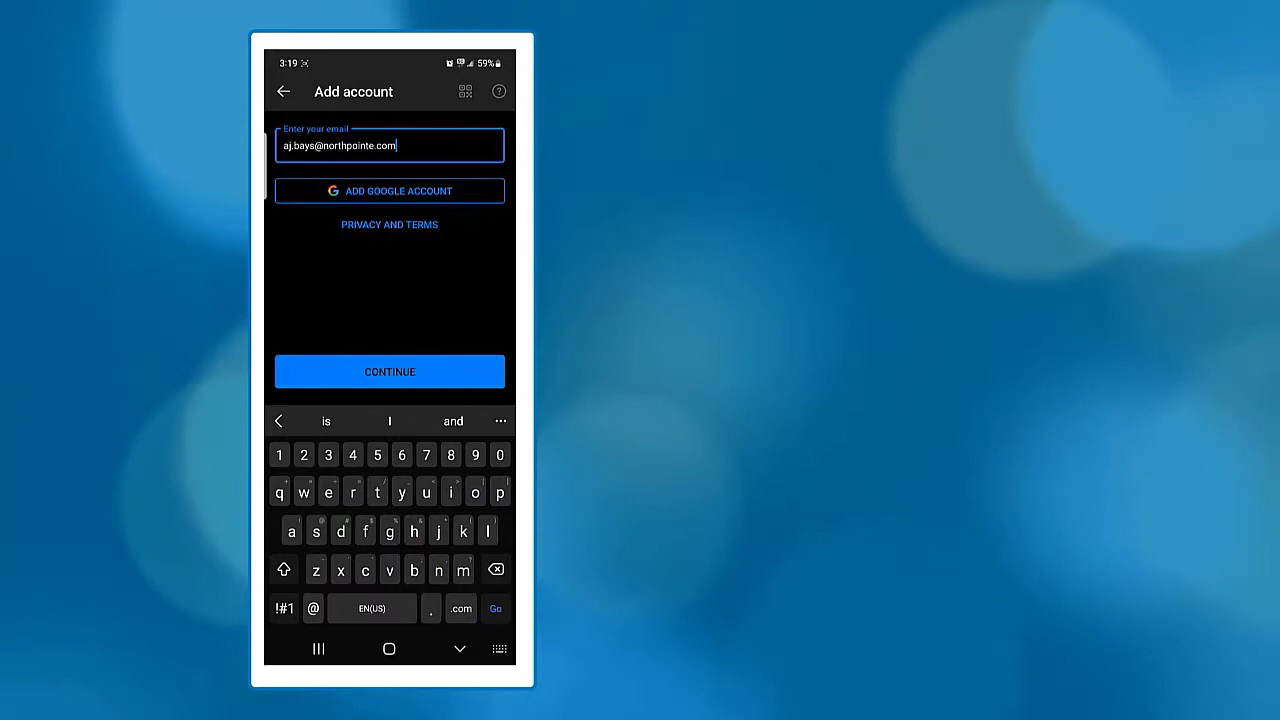 3:19 59%
Add account
Enter your email
aj.bays@northpointe.com
ADD GOOGLE ACCOUNT
PRIVACY AND TERMS
CONTINUE
is I and
1 2 3 4 5 6 7 8 9 0
q w e r t y u i o p
a s d f g h j k l
z x c v b n m
!#1 @ EN(US) . .com Go